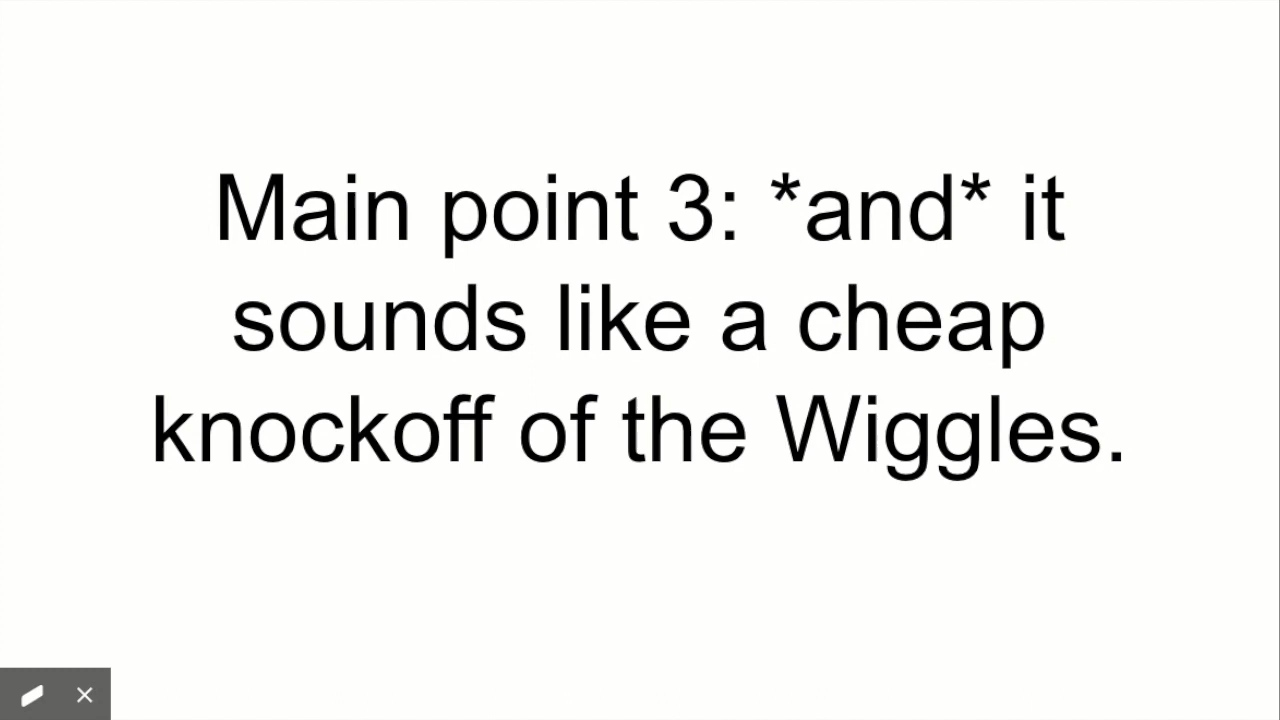 Main point 3: *and* it
sounds like a cheap
knockoff of the Wiggles.